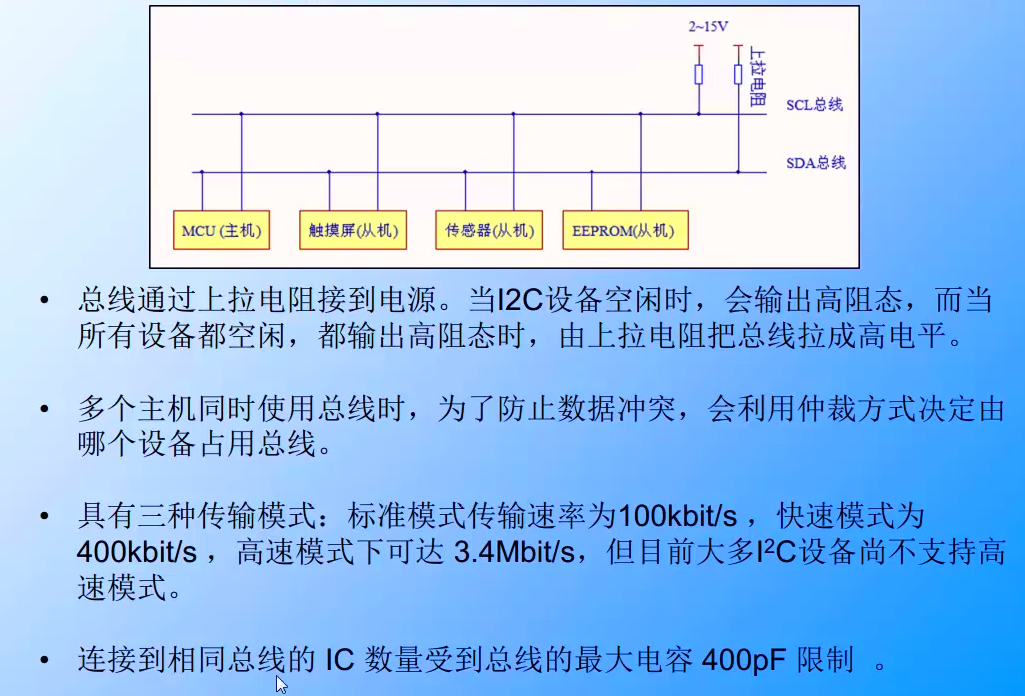 2~15V
上拉电阻
SCL总线
SDA总线
MCU (主机)
触摸屏(从机)
传感器(从机)
EEPROM(从机)
• 总线通过上拉电阻接到电源。当I2C设备空闲时，会输出高阻态，而当
所有设备都空闲，都输出高阻态时，由上拉电阻把总线拉成高电平。
• 多个主机同时使用总线时，为了防止数据冲突，会利用仲裁方式决定由
哪个设备占用总线。
• 具有三种传输模式：标准模式传输速率为100kbit/s ，快速模式为
400kbit/s ，高速模式下可达 3.4Mbit/s，但目前大多I²C设备尚不支持高
速模式。
• 连接到相同总线的 IC 数量受到总线的最大电容 400pF 限制 。